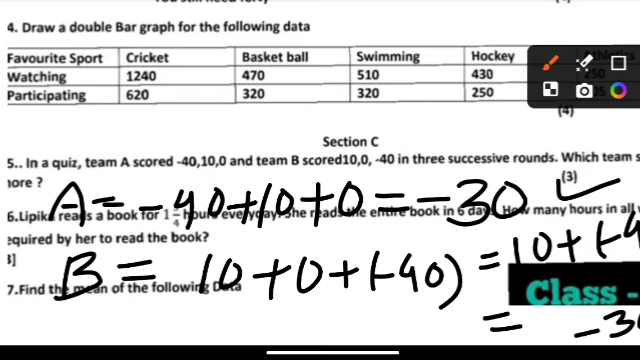 4. Draw a double Bar graph for the following data
Favourite Sport Cricket Basket ball Swimming Hockey
Watching 1240 470 510 430 250
Participating 620 320 320 250
(4)
Section C
5.. In a quiz, team A scored -40,10,0 and team B scored10,0, -40 in three successive rounds. Which team s
ore ?
(3)
A = -40+10+0 = -30
6.Lipika reads a book for 1 1/4 hours everyday. She reads the entire book in 6 days. How many hours in all
equired by her to read the book?
3]
B = 10+0+(-40) = 10+(-4
7.Find the mean of the following Data
Class -
= -30